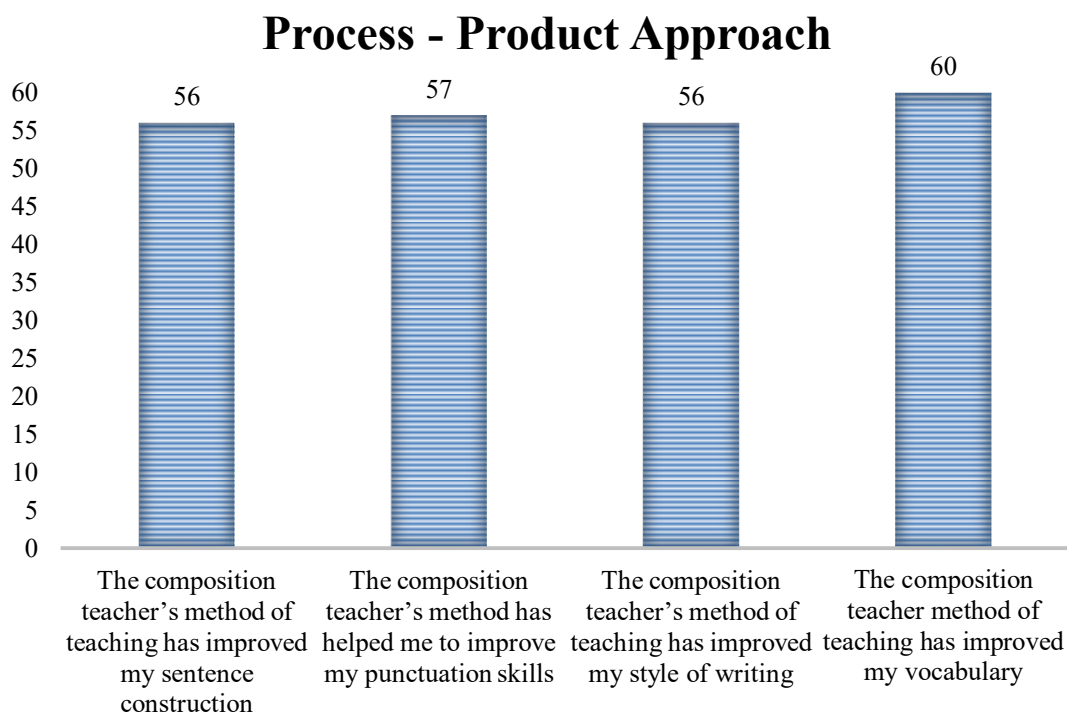 Process - Product Approach
56
57
56
60
60
55
50
45
40
35
30
25
20
15
10
5
0
The composition
teacher’s method of
teaching has improved
my sentence
construction
The composition
teacher’s method has
helped me to improve
my punctuation skills
The composition
teacher’s method of
teaching has improved
my style of writing
The composition
teacher method of
teaching has improved
my vocabulary